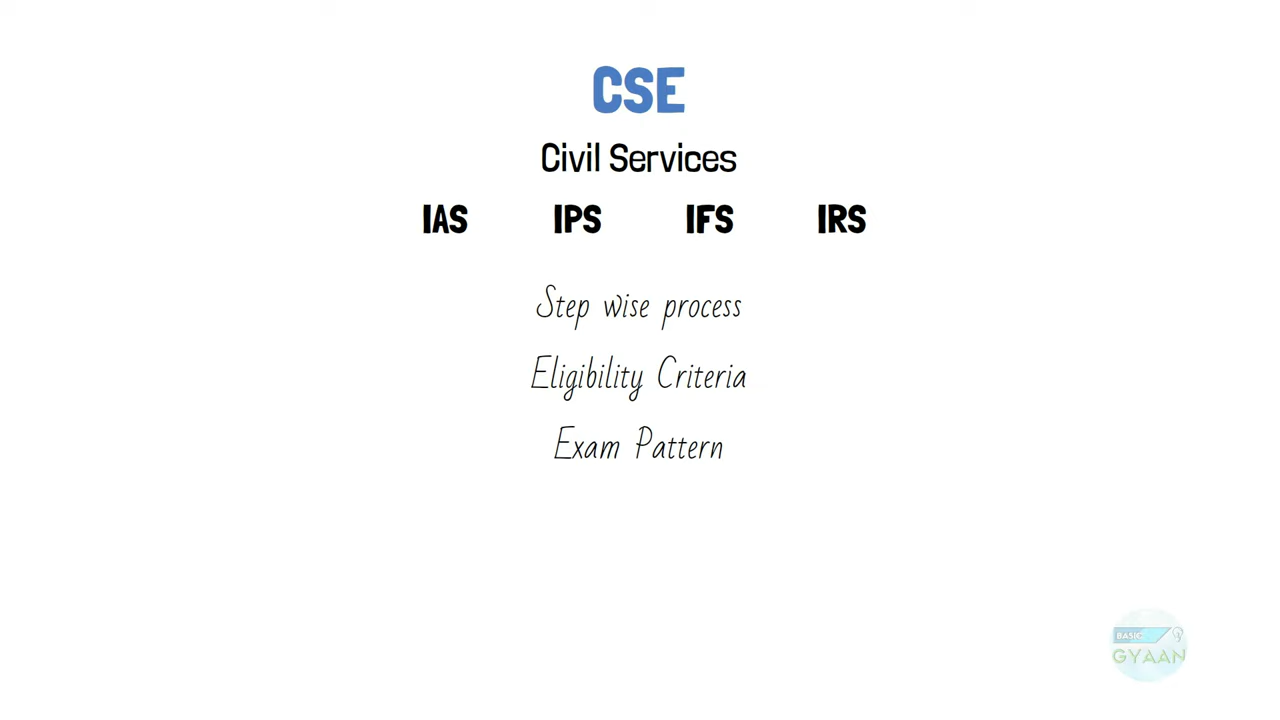 CSE
Civil Services
IAS IPS IFS IRS
Step wise process
Eligibility Criteria
Exam Pattern
BASIC
GYAAN